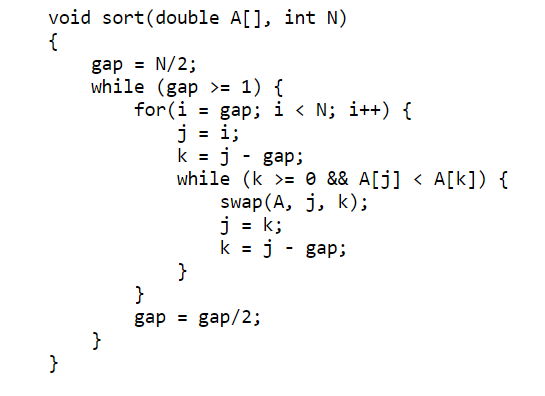 void sort(double A[], int N)
{
    gap = N/2;
    while (gap >= 1) {
        for(i = gap; i < N; i++) {
            j = i;
            k = j - gap;
            while (k >= 0 && A[j] < A[k]) {
                swap(A, j, k);
                j = k;
                k = j - gap;
            }
        }
        gap = gap/2;
    }
}